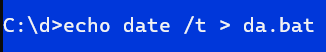 C:\d>echo date /t > da.bat